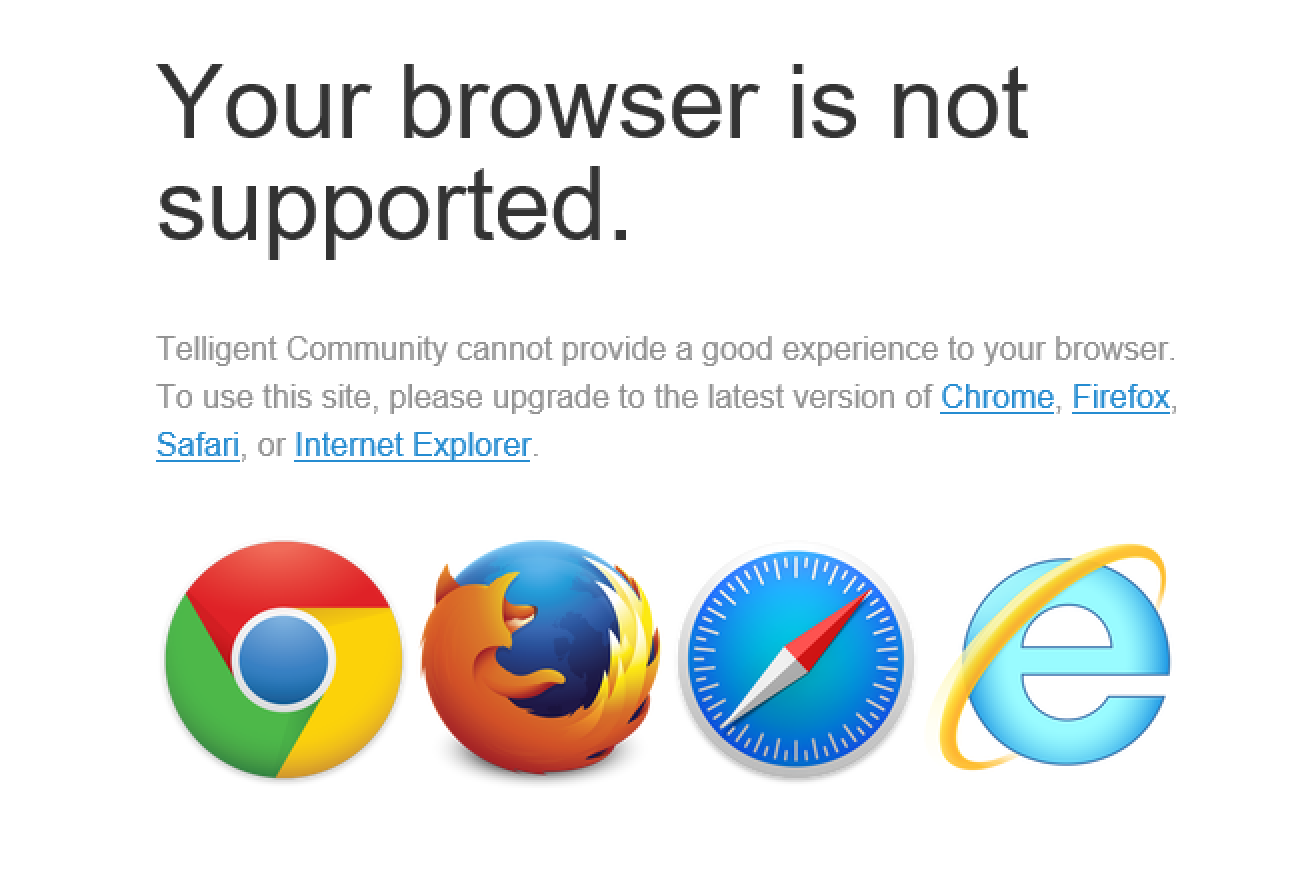 Your browser is not
supported.
Telligent Community cannot provide a good experience to your browser.
To use this site, please upgrade to the latest version of Chrome, Firefox,
Safari, or Internet Explorer.